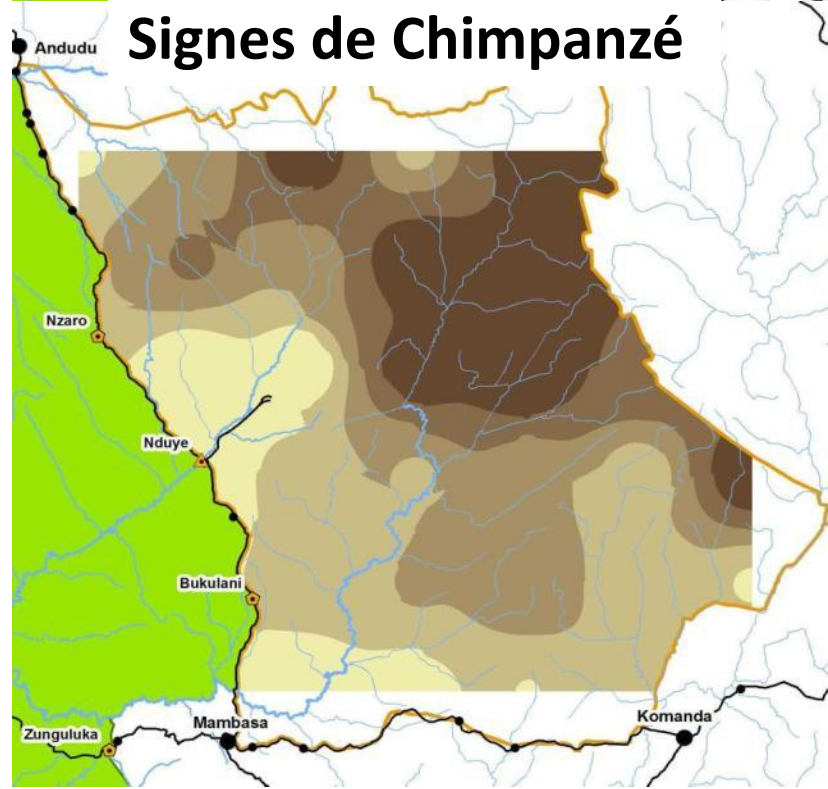 Signes de Chimpanzé
Andudu
Nzaro
Nduye
Bukulani
Mambasa
Komanda
Zunguluka